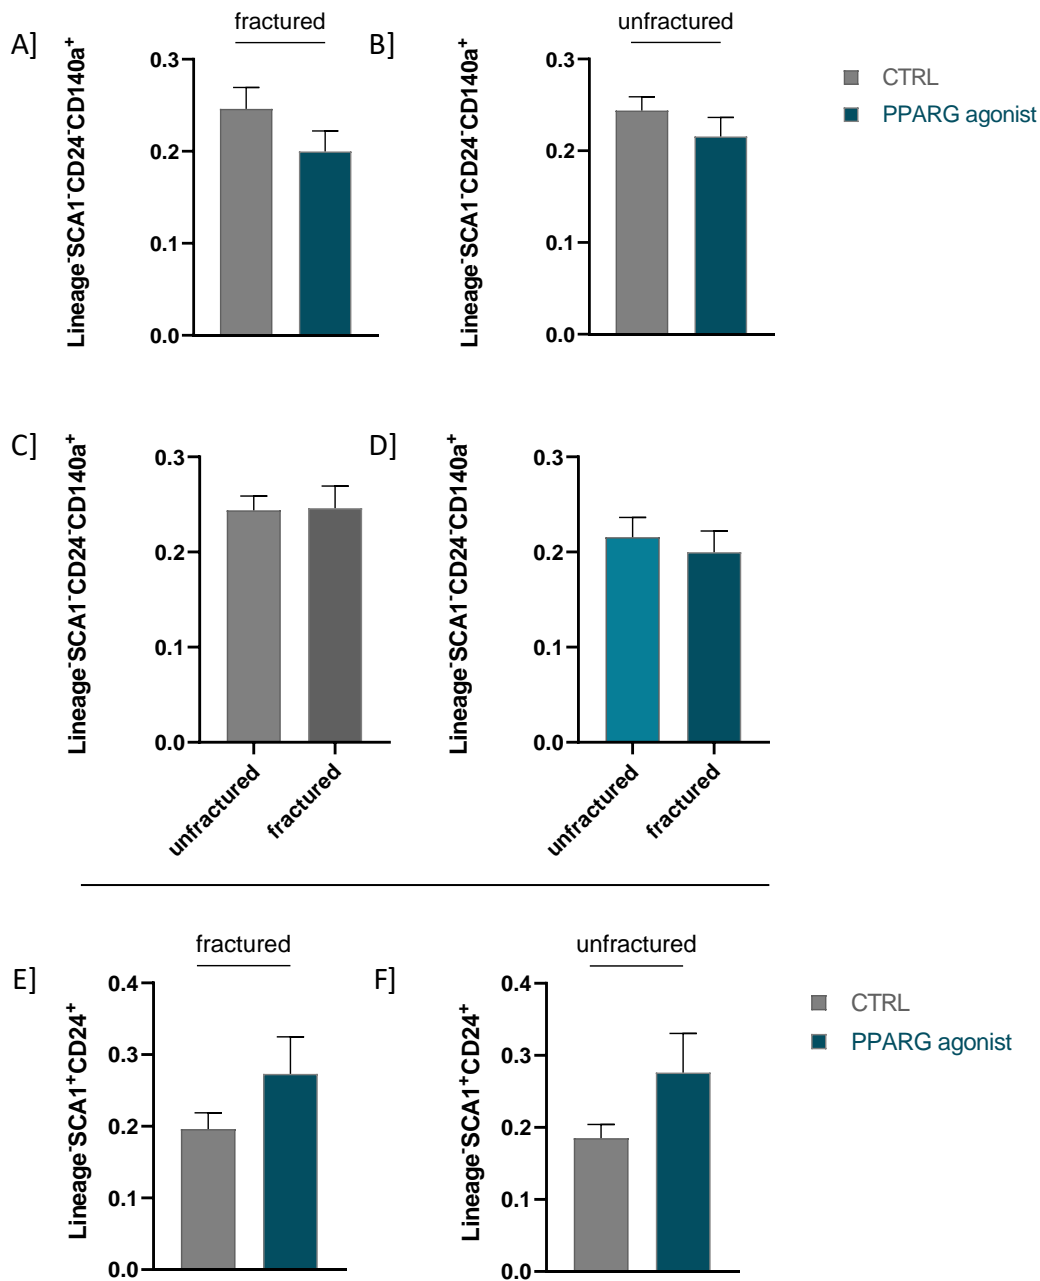 A]
fractured
Lineage⁻SCA1⁻CD24⁻CD140a⁺
0.3
0.2
0.1
0.0
B]
unfractured
Lineage⁻SCA1⁻CD24⁻CD140a⁺
0.3
0.2
0.1
0.0
CTRL
PPARG agonist
C]
Lineage⁻SCA1⁻CD24⁻CD140a⁺
0.3
0.2
0.1
0.0
unfractured
fractured
D]
Lineage⁻SCA1⁻CD24⁻CD140a⁺
0.3
0.2
0.1
0.0
unfractured
fractured
E]
fractured
Lineage⁻SCA1⁺CD24⁺
0.4
0.3
0.2
0.1
0.0
F]
unfractured
Lineage⁻SCA1⁺CD24⁺
0.4
0.3
0.2
0.1
0.0
CTRL
PPARG agonist